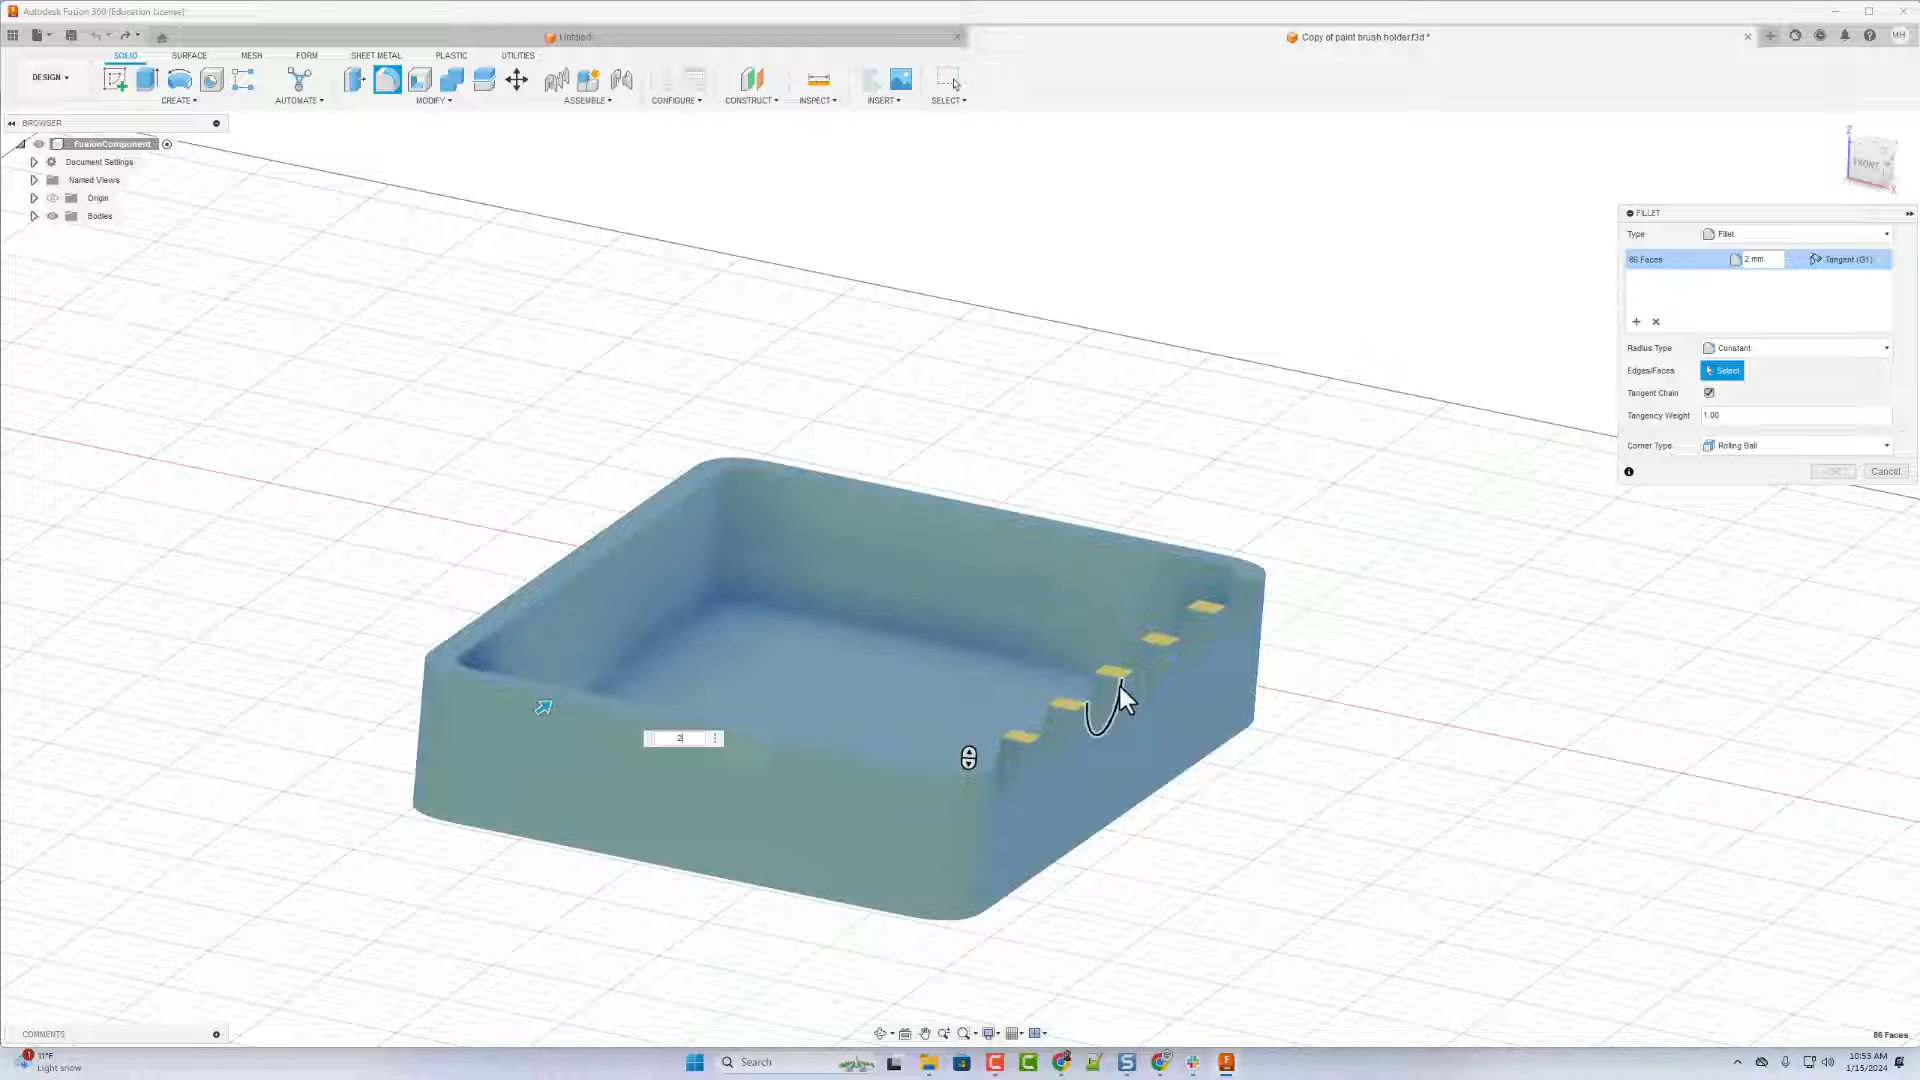 Autodesk Fusion 360 (Education License)
Untitled
Copy of paint brush holder.f3d *
MH
SOLID
SURFACE
MESH
FORM
SHEET METAL
PLASTIC
UTILITIES
DESIGN
CREATE
AUTOMATE
MODIFY
ASSEMBLE
CONFIGURE
CONSTRUCT
INSPECT
INSERT
SELECT
BROWSER
FusionComponent
Document Settings
Named Views
Origin
Bodies
Z
FRONT
X
FILLET
Type
Fillet
86 Faces
2 mm
Tangent (G1)
Radius Type
Constant
Edges/Faces
Select
Tangent Chain
Tangency Weight
1.00
Corner Type
Rolling Ball
Cancel
2
COMMENTS
86 Faces
1
11°F
Light snow
Search
10:53 AM
1/15/2024